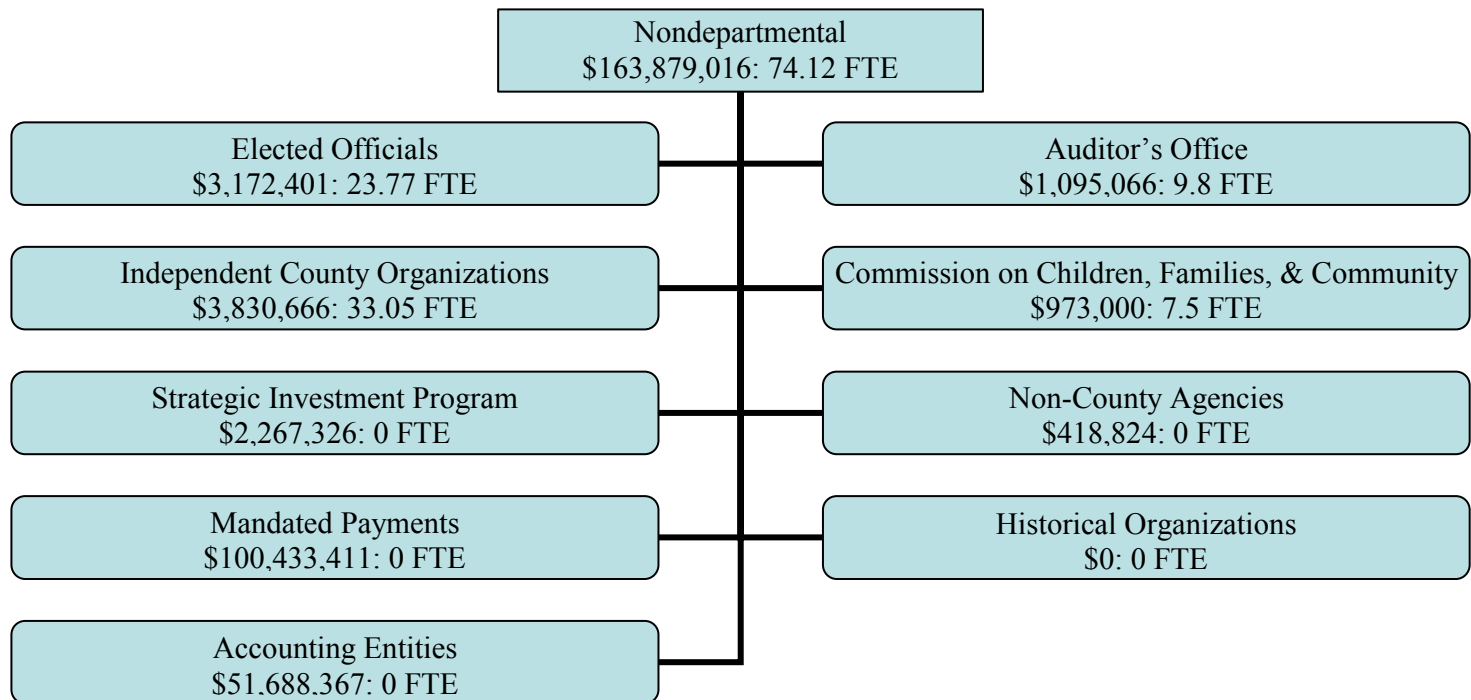 Nondepartmental
$163,879,016: 74.12 FTE
Elected Officials
$3,172,401: 23.77 FTE
Auditor’s Office
$1,095,066: 9.8 FTE
Independent County Organizations
$3,830,666: 33.05 FTE
Commission on Children, Families, & Community
$973,000: 7.5 FTE
Strategic Investment Program
$2,267,326: 0 FTE
Non-County Agencies
$418,824: 0 FTE
Mandated Payments
$100,433,411: 0 FTE
Historical Organizations
$0: 0 FTE
Accounting Entities
$51,688,367: 0 FTE